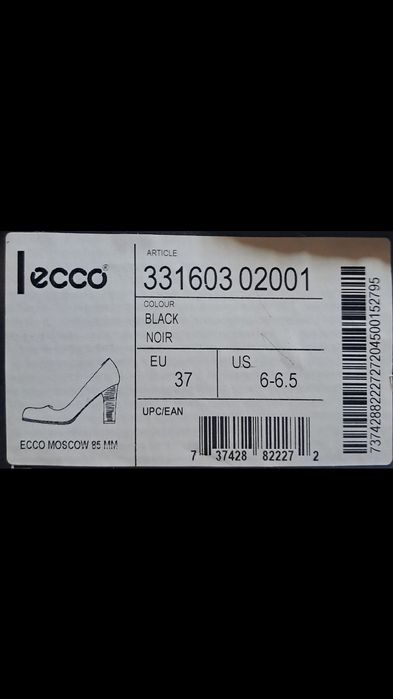 ecco®
ARTICLE
331603 02001
COLOUR
BLACK
NOIR
EU
37
US
6-6.5
ECCO MOSCOW 85 MM
UPC/EAN
7 37428 82227 2
7374288222727204500152795